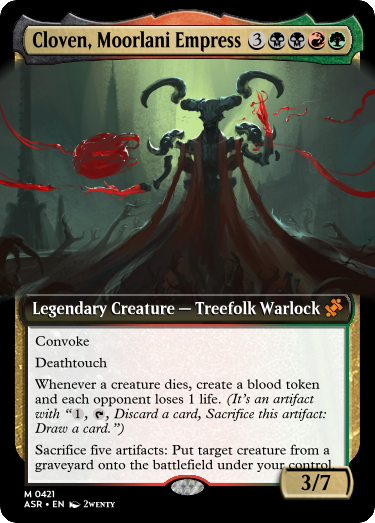 Cloven, Moorlani Empress 3
Legendary Creature — Treefolk Warlock
Convoke
Deathtouch
Whenever a creature dies, create a blood token
and each opponent loses 1 life. (It's an artifact
with “1, , Discard a card, Sacrifice this artifact:
Draw a card.”)
Sacrifice five artifacts: Put target creature from a
graveyard onto the battlefield under your control.
3/7
M 0421
ASR • EN 2WENTY